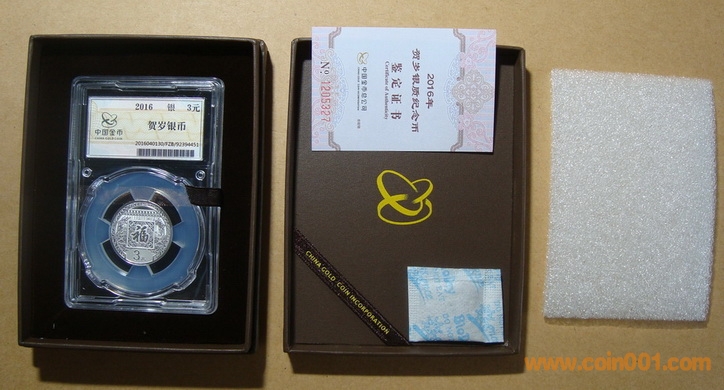 2016 银 3元
中国金币
贺岁银币
2016040130/FZB/92394451
福
3元
2016年
贺岁银质纪念币
鉴定证书
Certificate of Authenticity
中国金币总公司
No 1205327
CHINA GOLD COIN INCORPORATION
www.coin001.com